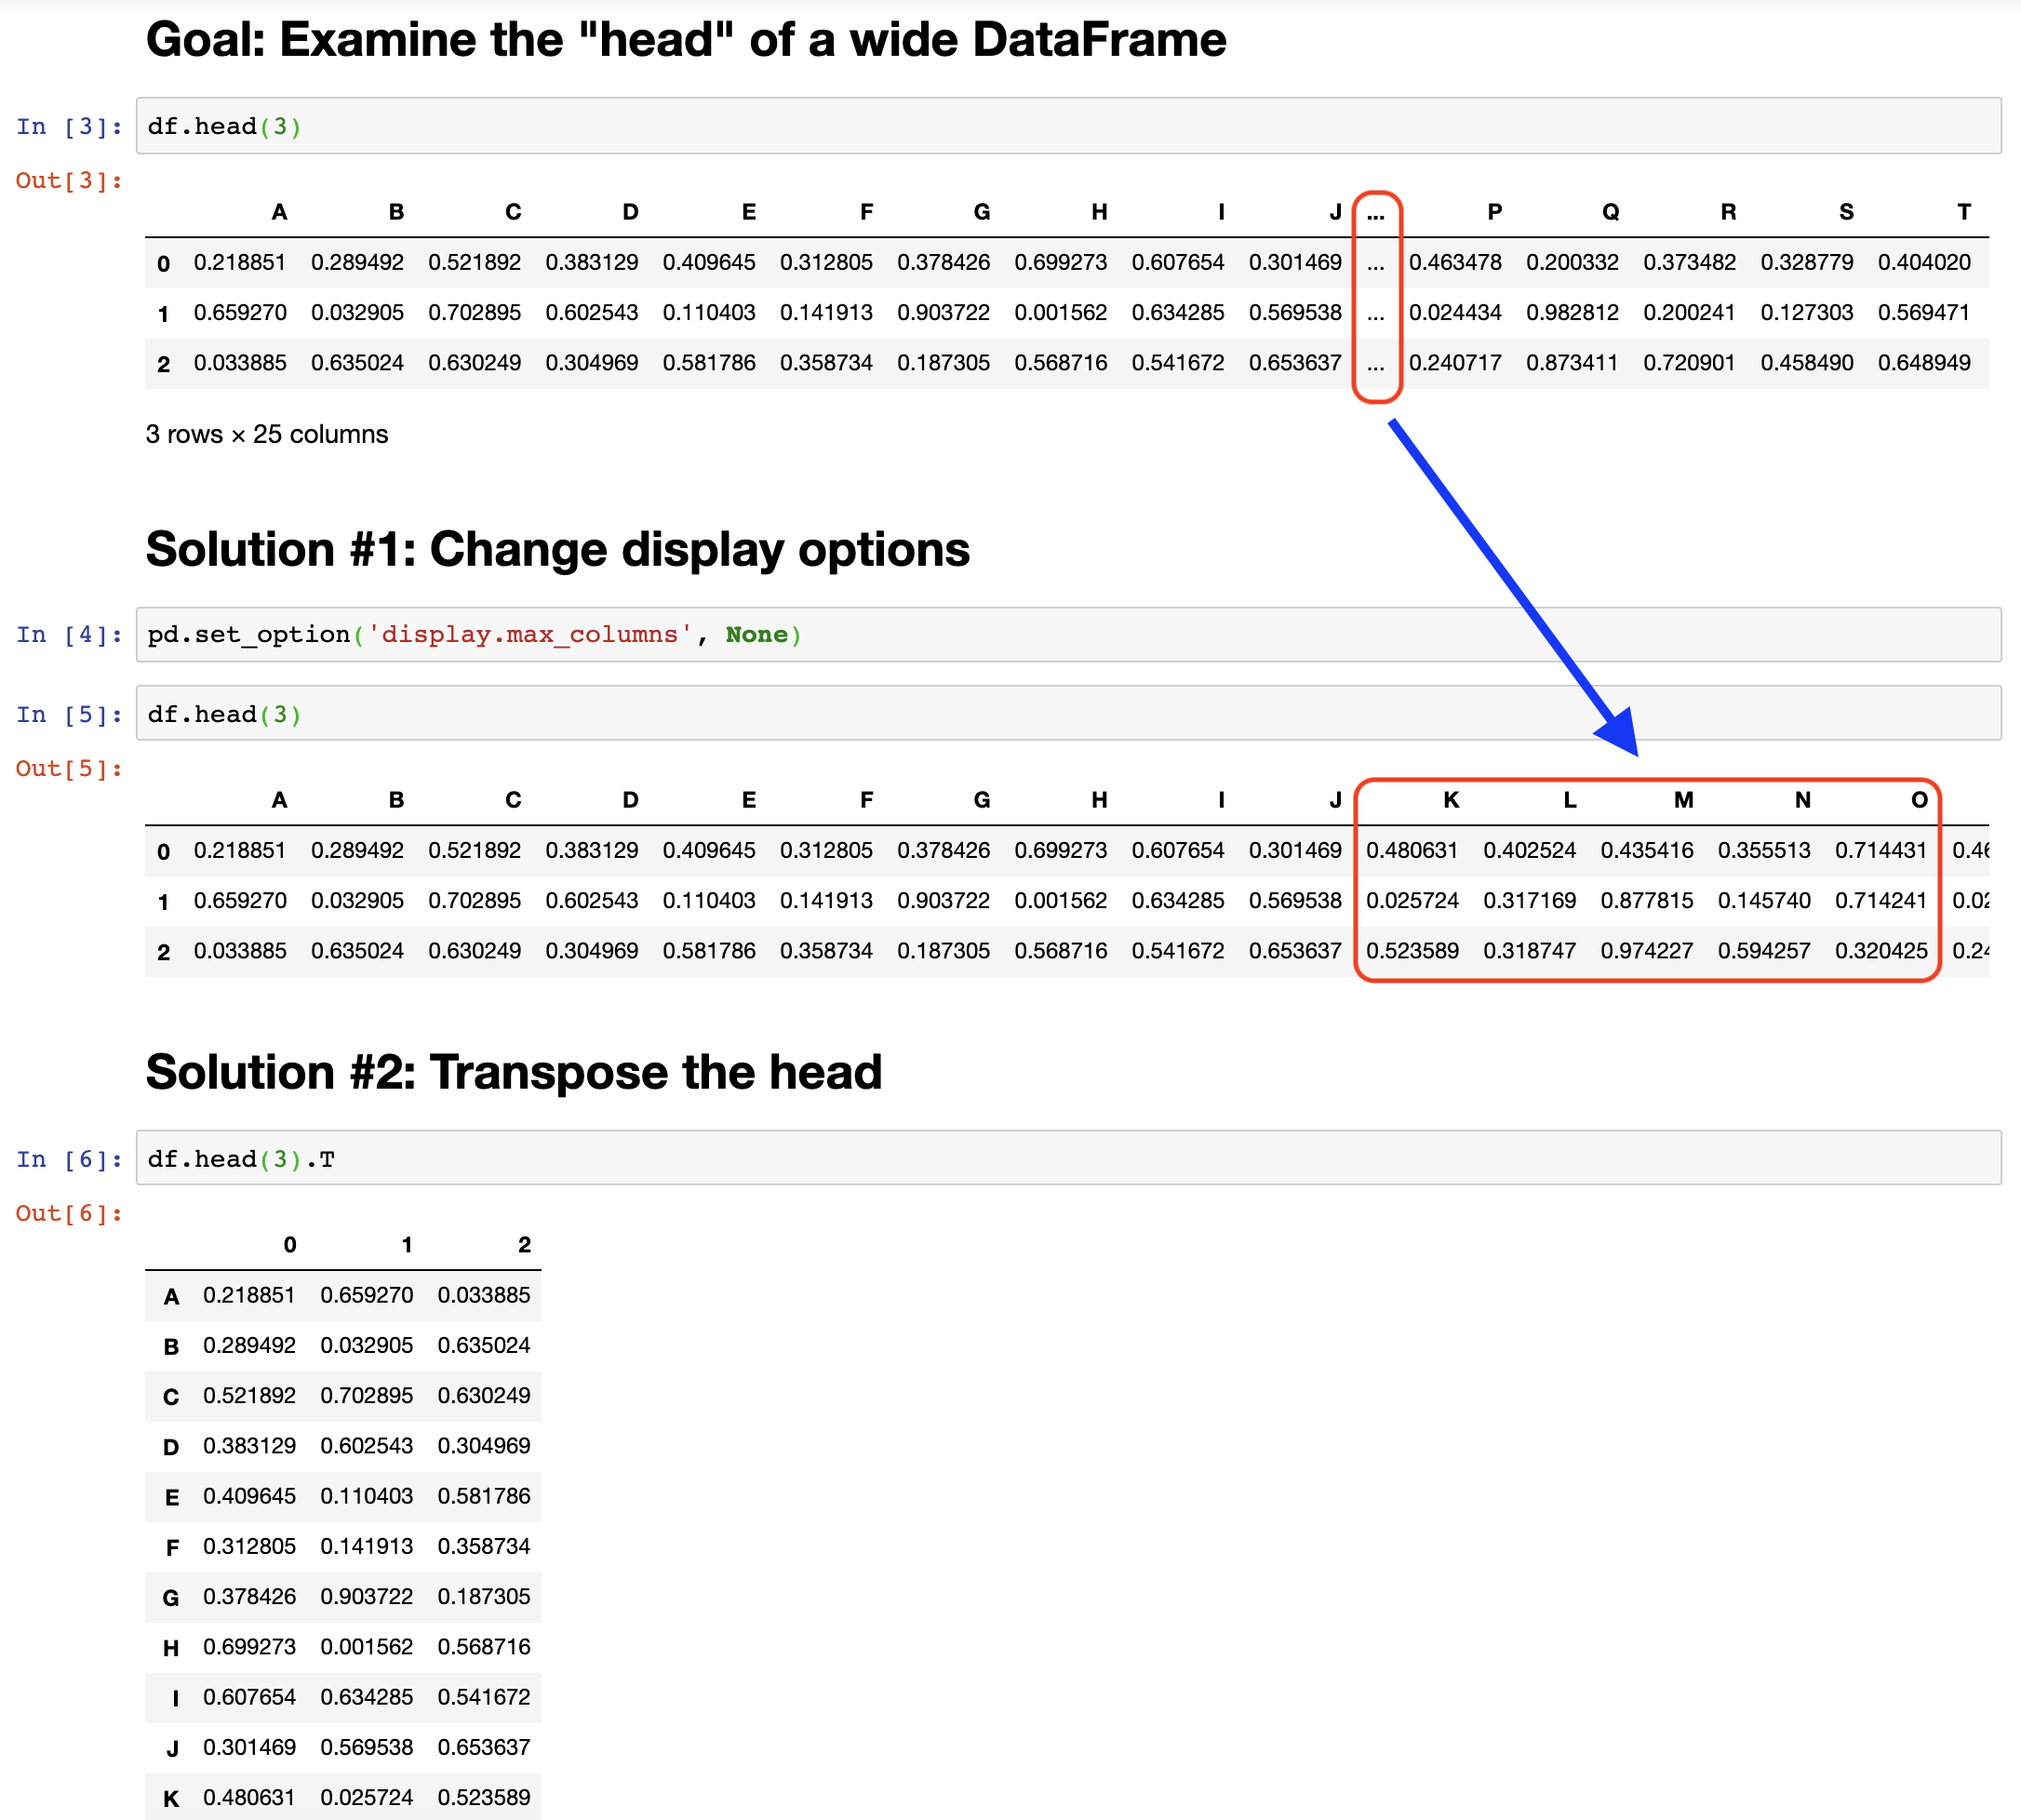 Goal: Examine the "head" of a wide DataFrame
In [3]: df.head(3)
Out[3]:
A B C D E F G H I J ... P Q R S T
0 0.218851 0.289492 0.521892 0.383129 0.409645 0.312805 0.378426 0.699273 0.607654 0.301469 ... 0.463478 0.200332 0.373482 0.328779 0.404020
1 0.659270 0.032905 0.702895 0.602543 0.110403 0.141913 0.903722 0.001562 0.634285 0.569538 ... 0.024434 0.982812 0.200241 0.127303 0.569471
2 0.033885 0.635024 0.630249 0.304969 0.581786 0.358734 0.187305 0.568716 0.541672 0.653637 ... 0.240717 0.873411 0.720901 0.458490 0.648949
3 rows × 25 columns
Solution #1: Change display options
In [4]: pd.set_option('display.max_columns', None)
In [5]: df.head(3)
Out[5]:
A B C D E F G H I J K L M N O
0 0.218851 0.289492 0.521892 0.383129 0.409645 0.312805 0.378426 0.699273 0.607654 0.301469 0.480631 0.402524 0.435416 0.355513 0.714431 0.46
1 0.659270 0.032905 0.702895 0.602543 0.110403 0.141913 0.903722 0.001562 0.634285 0.569538 0.025724 0.317169 0.877815 0.145740 0.714241 0.02
2 0.033885 0.635024 0.630249 0.304969 0.581786 0.358734 0.187305 0.568716 0.541672 0.653637 0.523589 0.318747 0.974227 0.594257 0.320425 0.24
Solution #2: Transpose the head
In [6]: df.head(3).T
Out[6]:
0 1 2
A 0.218851 0.659270 0.033885
B 0.289492 0.032905 0.635024
C 0.521892 0.702895 0.630249
D 0.383129 0.602543 0.304969
E 0.409645 0.110403 0.581786
F 0.312805 0.141913 0.358734
G 0.378426 0.903722 0.187305
H 0.699273 0.001562 0.568716
I 0.607654 0.634285 0.541672
J 0.301469 0.569538 0.653637
K 0.480631 0.025724 0.523589